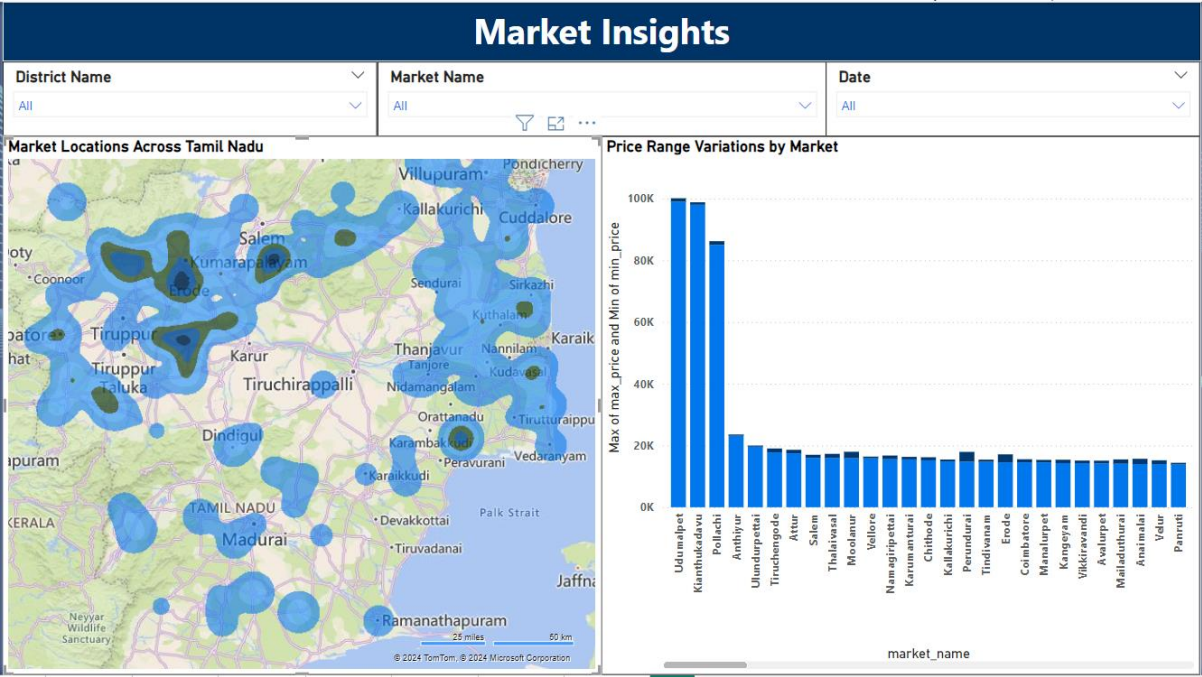 Market Insights
District Name
All
Market Name
All
Date
All
Market Locations Across Tamil Nadu
Pondicherry
Villupuram
Kallakurichi
Cuddalore
Salem
Kumarapalayam
Coonoor
Erode
Sendurai
Sirkazhi
Kuthalam
Tiruppur
Karur
Thanjavur
Nannilam
Karaik
Tanjore
Kudavasal
Tiruppur
Taluka
Tiruchirappalli
Nidamangalam
Orattanadu
Tirutturaippu
Dindigul
Karambakkudi
Vedaranyam
Peravurani
apuram
Karaikkudi
TAMIL NADU
Devakkottai
Palk Strait
KERALA
Madurai
Tiruvadanai
Jaffna
Neyyar
Wildlife
Sanctuary
Ramanathapuram
25 miles
50 km
© 2024 TomTom, © 2024 Microsoft Corporation
Price Range Variations by Market
Max of max_price and Min of min_price
100K
80K
60K
40K
20K
0K
Udumalpet
Kianthukadavu
Pollachi
Anthiyur
Ulundurpettai
Tiruchengode
Attur
Salem
Thalaivasal
Moolanur
Vellore
Namagiripettai
Karumanturai
Chithode
Kallakurichi
Perundurai
Tindivanam
Erode
Coimbatore
Manalurpet
Kangeyam
Vikkiravandi
Avalurpet
Mailaduthurai
Anaimalai
Vadur
Panruti
market_name